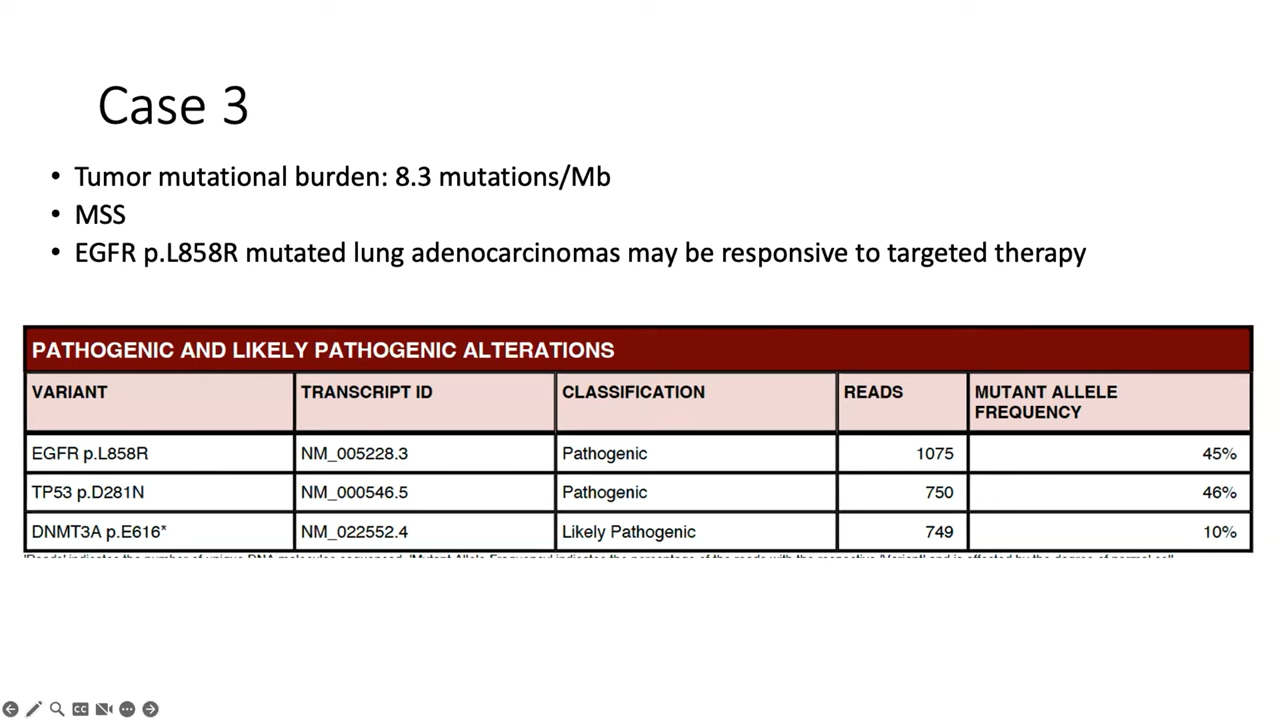 Case 3
• Tumor mutational burden: 8.3 mutations/Mb
• MSS
• EGFR p.L858R mutated lung adenocarcinomas may be responsive to targeted therapy
PATHOGENIC AND LIKELY PATHOGENIC ALTERATIONS
VARIANT TRANSCRIPT ID CLASSIFICATION READS MUTANT ALLELE FREQUENCY
EGFR p.L858R NM_005228.3 Pathogenic 1075 45%
TP53 p.D281N NM_000546.5 Pathogenic 750 46%
DNMT3A p.E616* NM_022552.4 Likely Pathogenic 749 10%
CC